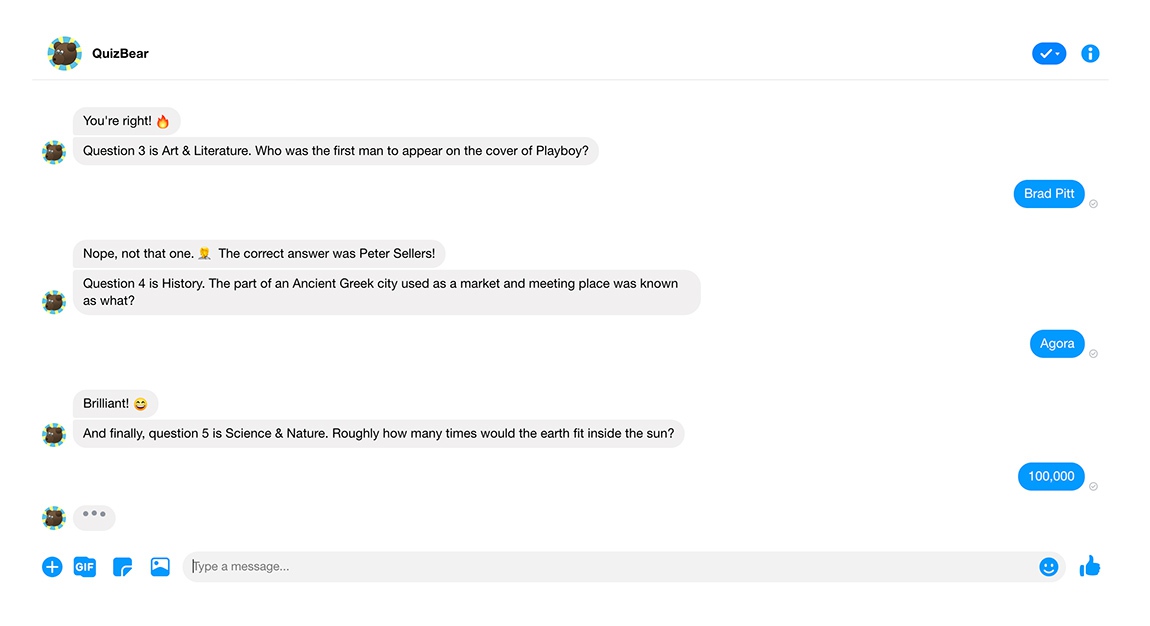 QuizBear
You're right! 🔥
Question 3 is Art & Literature. Who was the first man to appear on the cover of Playboy?
Brad Pitt
Nope, not that one. 🤦 The correct answer was Peter Sellers!
Question 4 is History. The part of an Ancient Greek city used as a market and meeting place was known
as what?
Agora
Brilliant! 😄
And finally, question 5 is Science & Nature. Roughly how many times would the earth fit inside the sun?
100,000
GIF
Type a message...